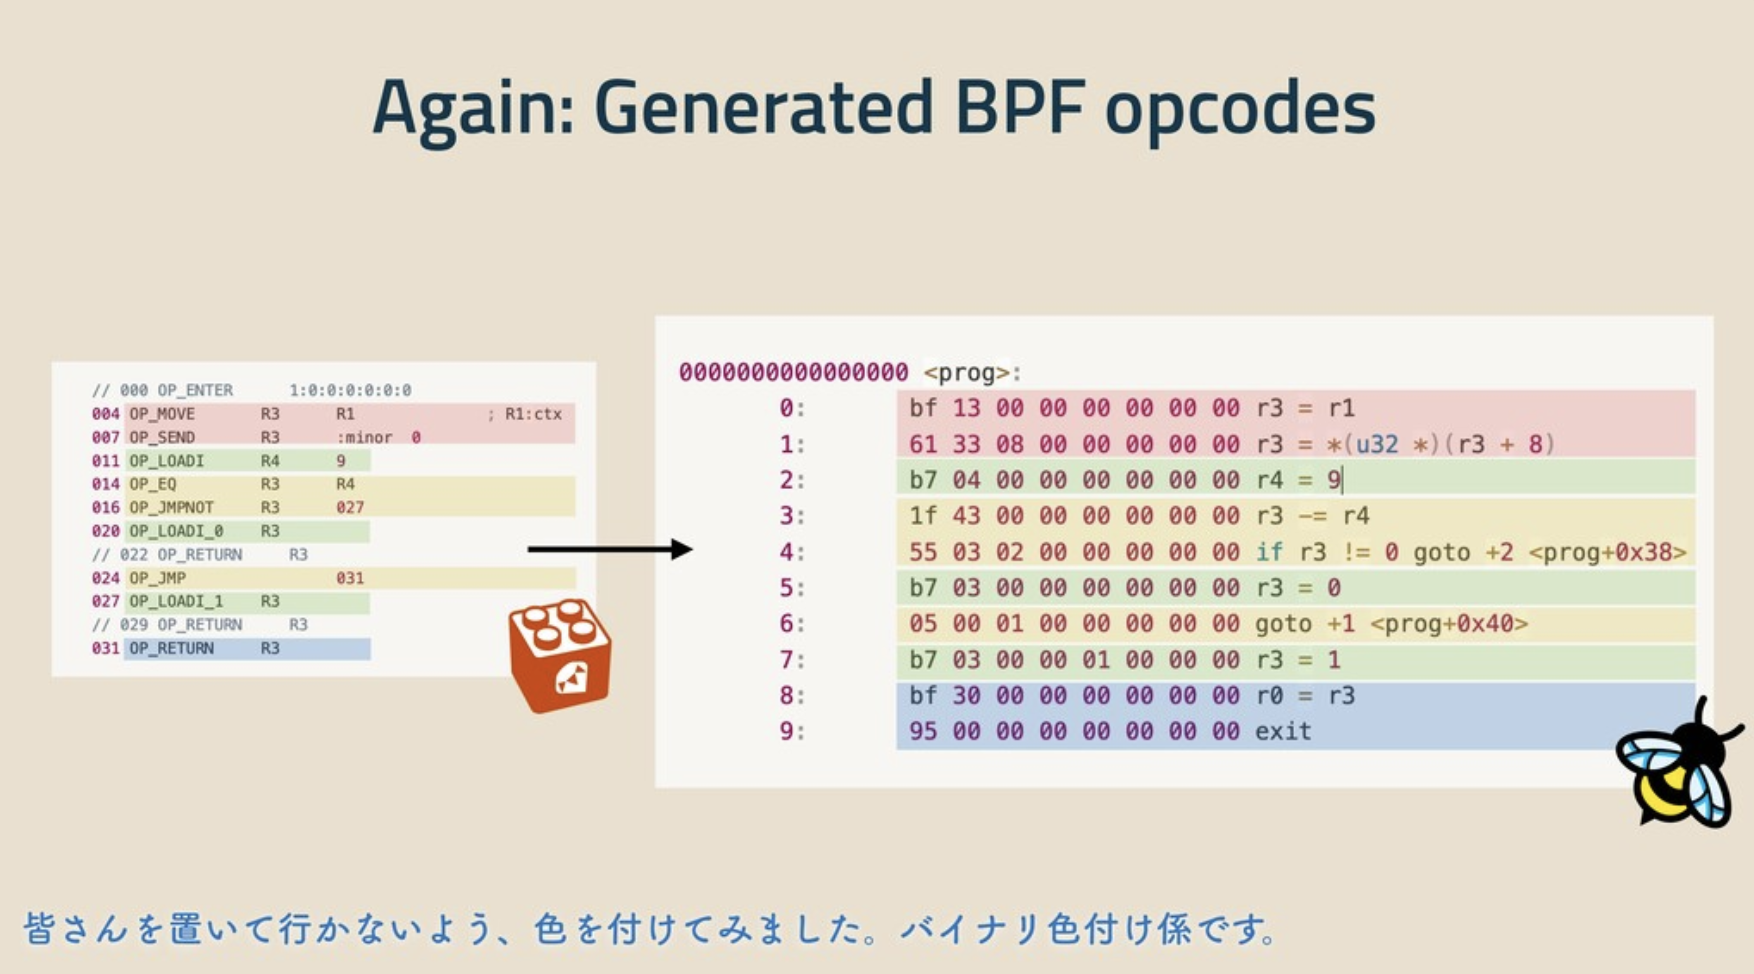 Again: Generated BPF opcodes
// 000 OP_ENTER 1:0:0:0:0:0:0
004 OP_MOVE R3 R1 ; R1:ctx
007 OP_SEND R3 :minor 0
011 OP_LOADI R4 9
014 OP_EQ R3 R4
016 OP_JMPNOT R3 027
020 OP_LOADI_0 R3
// 022 OP_RETURN R3
024 OP_JMP 031
027 OP_LOADI_1 R3
// 029 OP_RETURN R3
031 OP_RETURN R3
0000000000000000 <prog>:
0: bf 13 00 00 00 00 00 00 r3 = r1
1: 61 33 08 00 00 00 00 00 r3 = *(u32 *)(r3 + 8)
2: b7 04 00 00 00 00 00 00 r4 = 9
3: 1f 43 00 00 00 00 00 00 r3 -= r4
4: 55 03 02 00 00 00 00 00 if r3 != 0 goto +2 <prog+0x38>
5: b7 03 00 00 00 00 00 00 r3 = 0
6: 05 00 01 00 00 00 00 00 goto +1 <prog+0x40>
7: b7 03 00 00 01 00 00 00 r3 = 1
8: bf 30 00 00 00 00 00 00 r0 = r3
9: 95 00 00 00 00 00 00 00 exit
皆さんを置いて行かないよう、色を付けてみました。バイナリ色付け係です。